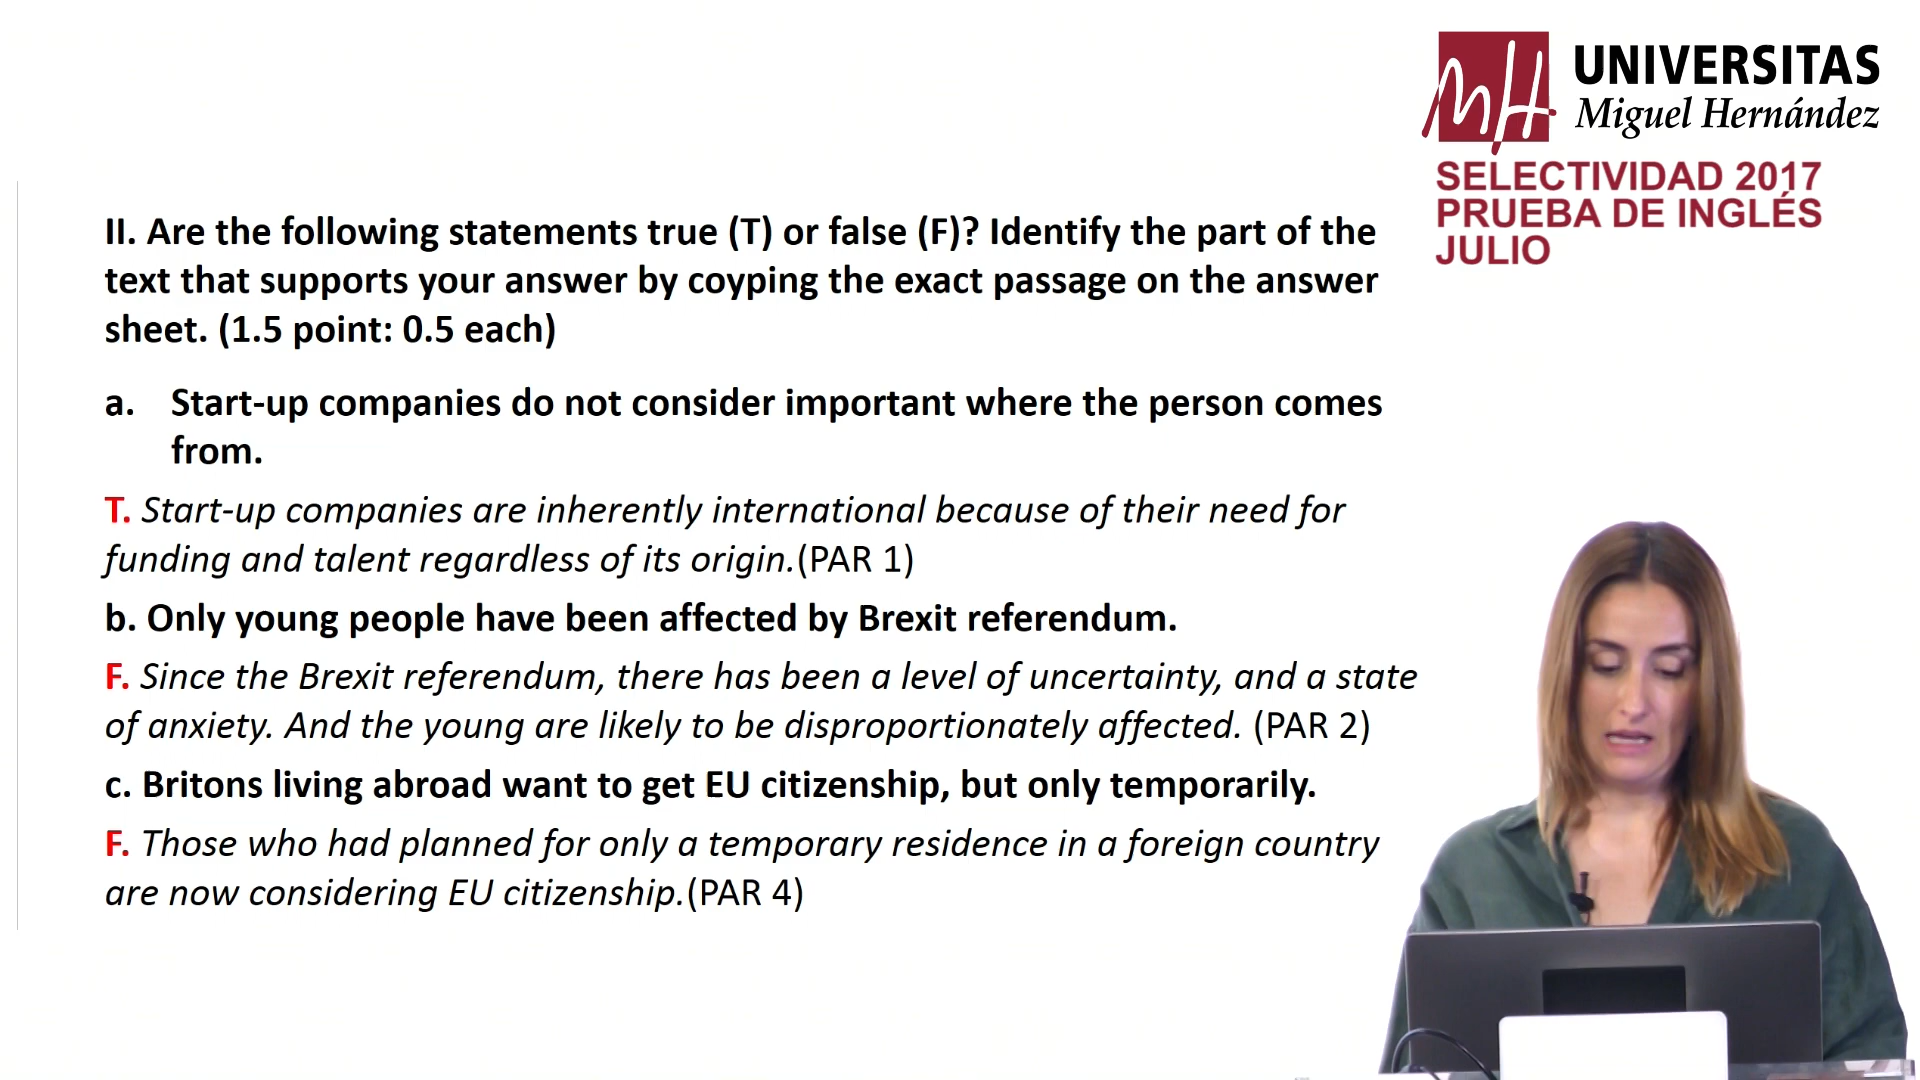 UNIVERSITAS
Miguel Hernández
SELECTIVIDAD 2017
PRUEBA DE INGLÉS
JULIO
II. Are the following statements true (T) or false (F)? Identify the part of the
text that supports your answer by coyping the exact passage on the answer
sheet. (1.5 point: 0.5 each)
a. Start-up companies do not consider important where the person comes
from.
T. Start-up companies are inherently international because of their need for
funding and talent regardless of its origin.(PAR 1)
b. Only young people have been affected by Brexit referendum.
F. Since the Brexit referendum, there has been a level of uncertainty, and a state
of anxiety. And the young are likely to be disproportionately affected. (PAR 2)
c. Britons living abroad want to get EU citizenship, but only temporarily.
F. Those who had planned for only a temporary residence in a foreign country
are now considering EU citizenship.(PAR 4)